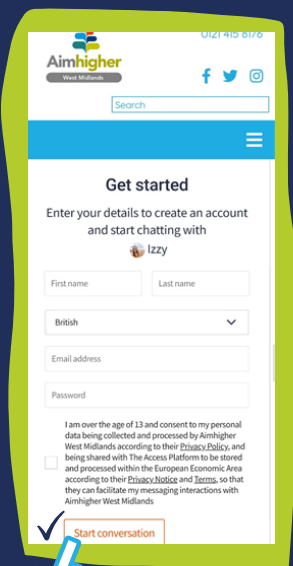 0121 415 8176
Aimhigher
West Midlands
Search
Get started
Enter your details to create an account
and start chatting with
Izzy
First name
Last name
British
Email address
Password
I am over the age of 13 and consent to my personal
data being collected and processed by Aimhigher
West Midlands according to their Privacy Policy, and
being shared with The Access Platform to be stored
and processed within the European Economic Area
according to their Privacy Notice and Terms, so that
they can facilitate my messaging interactions with
Aimhigher West Midlands
Start conversation